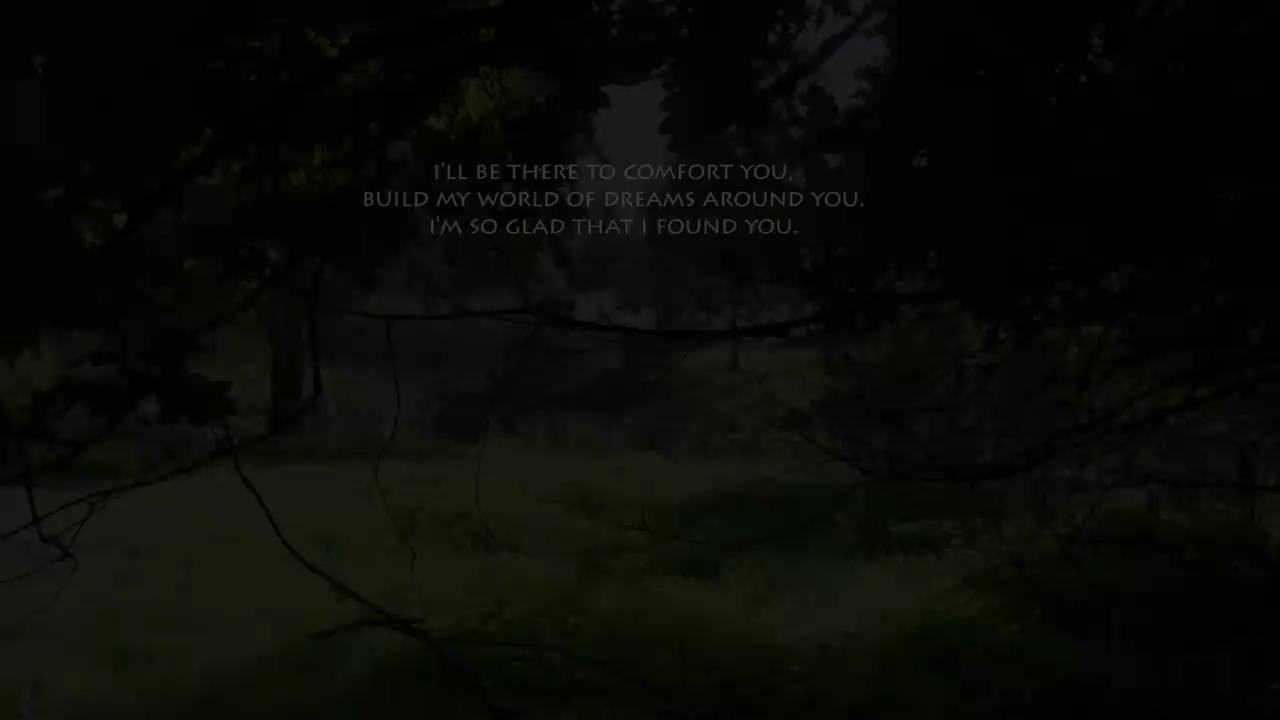 I'LL BE THERE TO COMFORT YOU,
BUILD MY WORLD OF DREAMS AROUND YOU.
I'M SO GLAD THAT I FOUND YOU.